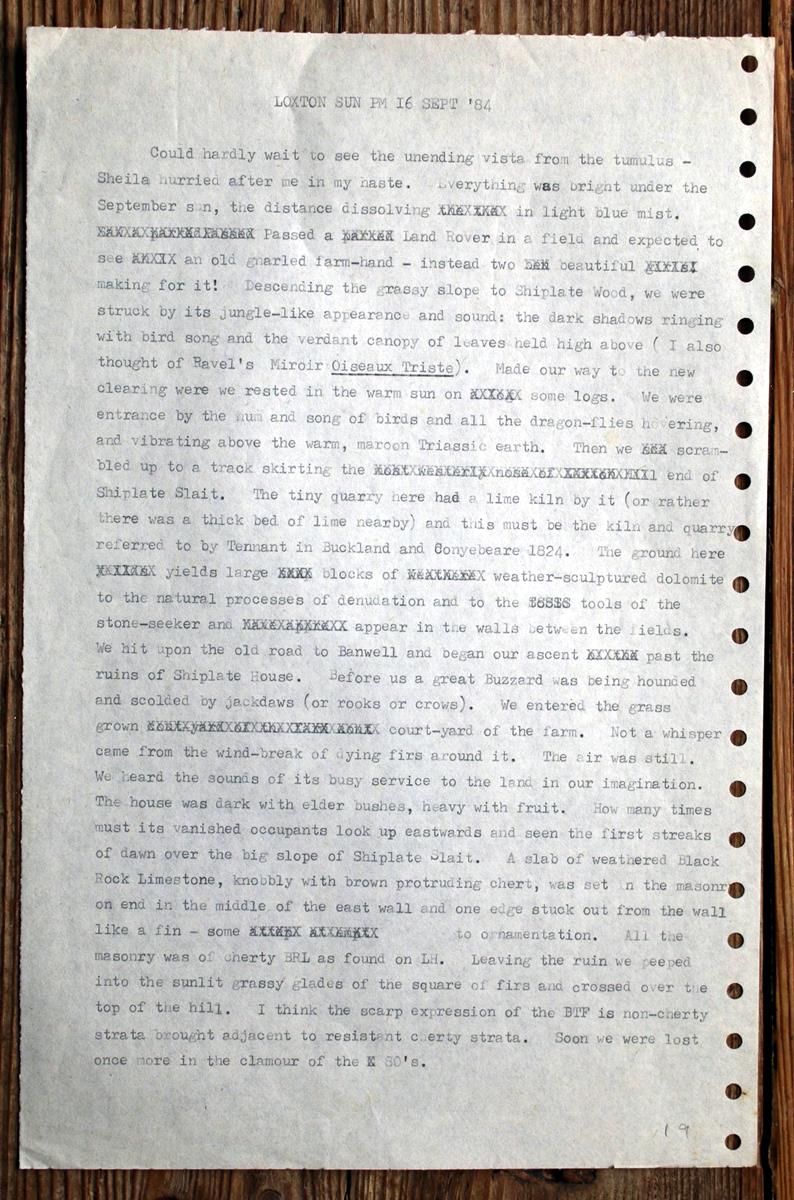 LOXTON SUN PM 16 SEPT '84
Could hardly wait to see the unending vista from the tumulus -
Sheila hurried after me in my haste. Everything was bright under the
September sun, the distance dissolving in light blue mist.
Passed a Land Rover in a field and expected to
see an old gnarled farm-hand - instead two beautiful
making for it! Descending the grassy slope to Shiplate Wood, we were
struck by its jungle-like appearance and sound: the dark shadows ringing
with bird song and the verdant canopy of leaves held high above ( I also
thought of Ravel's Miroir Oiseaux Triste). Made our way to the new
clearing were we rested in the warm sun on some logs. We were
entrance by the hum and song of birds and all the dragon-flies hovering,
and vibrating above the warm, maroon Triassic earth. Then we scram-
bled up to a track skirting the end of
Shiplate Slait. The tiny quarry here had a lime kiln by it (or rather
there was a thick bed of lime nearby) and this must be the kiln and quarry
referred to by Tennant in Buckland and Conyebeare 1824. The ground here
yields large blocks of weather-sculptured dolomite
to the natural processes of denudation and to the tools of the
stone-seeker and appear in the walls between the fields.
We hit upon the old road to Banwell and began our ascent past the
ruins of Shiplate House. Before us a great Buzzard was being hounded
and scolded by jackdaws (or rooks or crows). We entered the grass
grown court-yard of the farm. Not a whisper
came from the wind-break of dying firs around it. The air was still.
We heard the sounds of its busy service to the land in our imagination.
The house was dark with elder bushes, heavy with fruit. How many times
must its vanished occupants look up eastwards and seen the first streaks
of dawn over the big slope of Shiplate Slait. A slab of weathered Black
Rock Limestone, knobbly with brown protruding chert, was set in the masonr
on end in the middle of the east wall and one edge stuck out from the wall
like a fin - some to ornamentation. All the
masonry was of cherty BRL as found on LH. Leaving the ruin we peeped
into the sunlit grassy glades of the square of firs and crossed over the
top of the hill. I think the scarp expression of the BTF is non-cherty
strata brought adjacent to resistant cherty strata. Soon we were lost
once more in the clamour of the 80's.
19